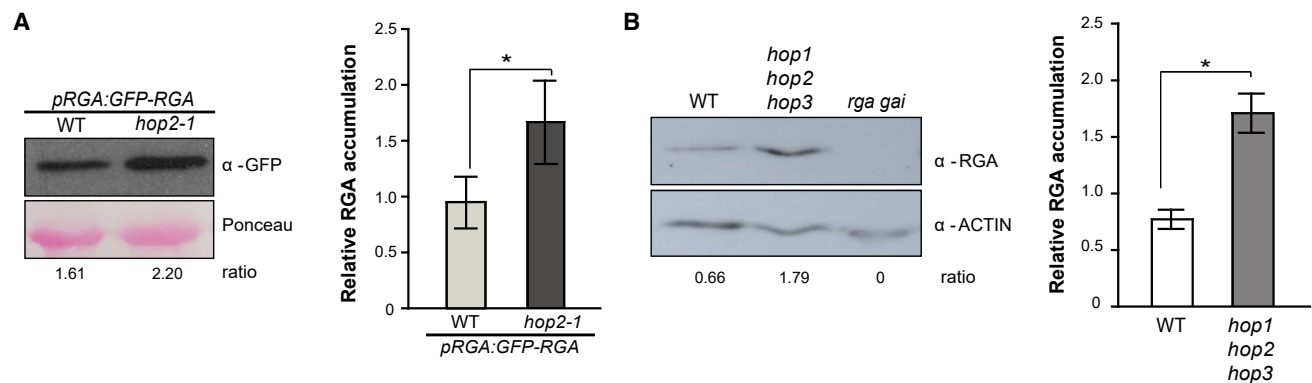 A
pRGA:GFP-RGA
WT hop2-1
α-GFP
Ponceau
1.61 2.20 ratio
Relative RGA accumulation
2.5
2.0
1.5
1.0
0.5
0
*
WT hop2-1
pRGA:GFP-RGA
B
hop1
hop2
WT hop3 rga gai
α-RGA
α-ACTIN
0.66 1.79 0 ratio
Relative RGA accumulation
2.5
2.0
1.5
1.0
0.5
0
*
WT hop1
hop2
hop3